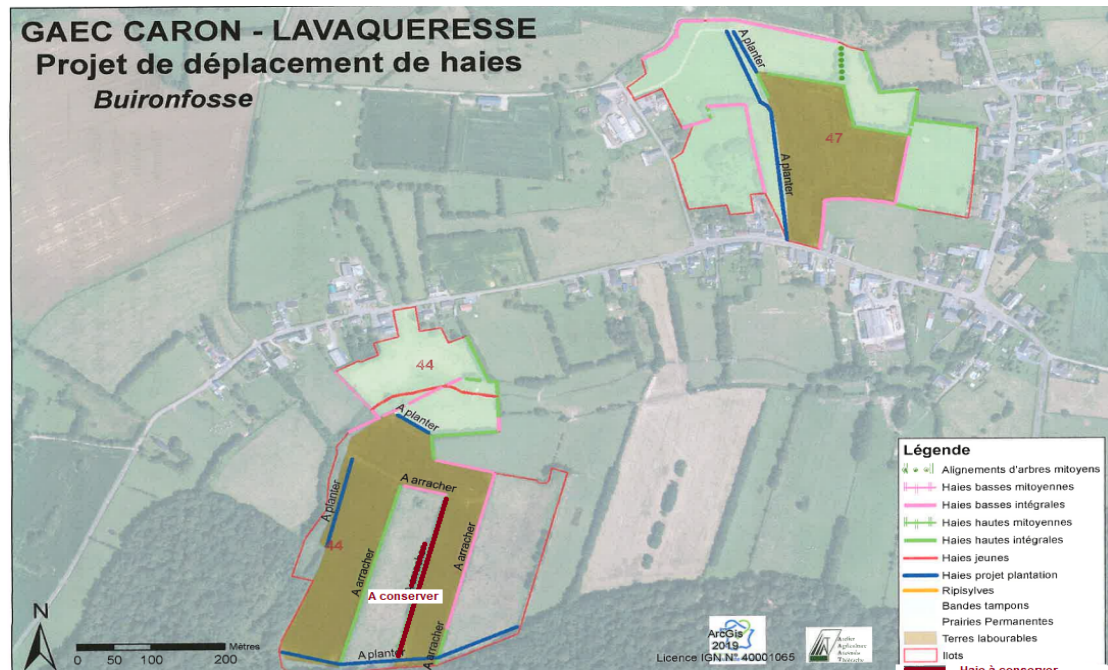 GAEC CARON - LAVAQUERESSE
Projet de déplacement de haies
Buironfosse
A planter
47
A planter
44
A planter
A arracher
A planter
44
A arracher
A arracher
A conserver
A arracher
A planter
N
Mètres
0 50 100 200
ArcGis
2019
Licence IGN N° 40001065
Légende
Alignements d'arbres mitoyens
Haies basses mitoyennes
Haies basses intégrales
Haies hautes mitoyennes
Haies hautes intégrales
Haies jeunes
Haies projet plantation
Ripisylves
Bandes tampons
Prairies Permanentes
Terres labourables
Ilots
Haie à conserver